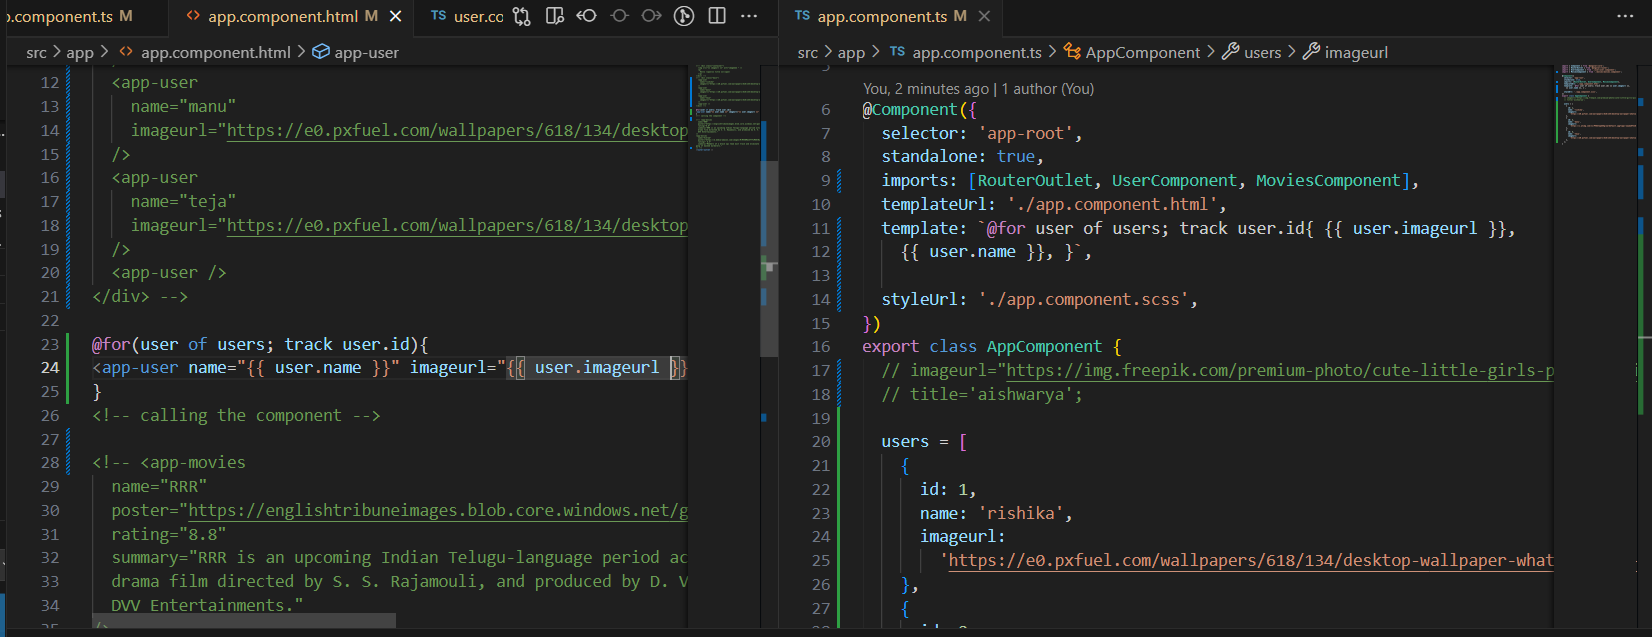 app.component.ts M
app.component.html M
TS user.co
src > app > app.component.html > app-user
12 <app-user
13 name="manu"
14 imageurl="https://e0.pxfuel.com/wallpapers/618/134/desktop
15 />
16 <app-user
17 name="teja"
18 imageurl="https://e0.pxfuel.com/wallpapers/618/134/desktop
19 />
20 <app-user />
21 </div> -->
22
23 @for(user of users; track user.id){
24 <app-user name="{{ user.name }}" imageurl="{{ user.imageurl }}
25 }
26 <!-- calling the component -->
27
28 <!-- <app-movies
29 name="RRR"
30 poster="https://englishtribuneimages.blob.core.windows.net/g
31 rating="8.8"
32 summary="RRR is an upcoming Indian Telugu-language period ac
33 drama film directed by S. S. Rajamouli, and produced by D. V
34 DVV Entertainments."
35 />
TS app.component.ts M
src > app > TS app.component.ts > AppComponent > users > imageurl
5
You, 2 minutes ago | 1 author (You)
6 @Component({
7 selector: 'app-root',
8 standalone: true,
9 imports: [RouterOutlet, UserComponent, MoviesComponent],
10 templateUrl: './app.component.html',
11 template: `@for user of users; track user.id{ {{ user.imageurl }},
12 {{ user.name }}, }`,
13
14 styleUrl: './app.component.scss',
15 })
16 export class AppComponent {
17 // imageurl="https://img.freepik.com/premium-photo/cute-little-girls-p
18 // title='aishwarya';
19
20 users = [
21 {
22 id: 1,
23 name: 'rishika',
24 imageurl:
25 'https://e0.pxfuel.com/wallpapers/618/134/desktop-wallpaper-what
26 },
27 {